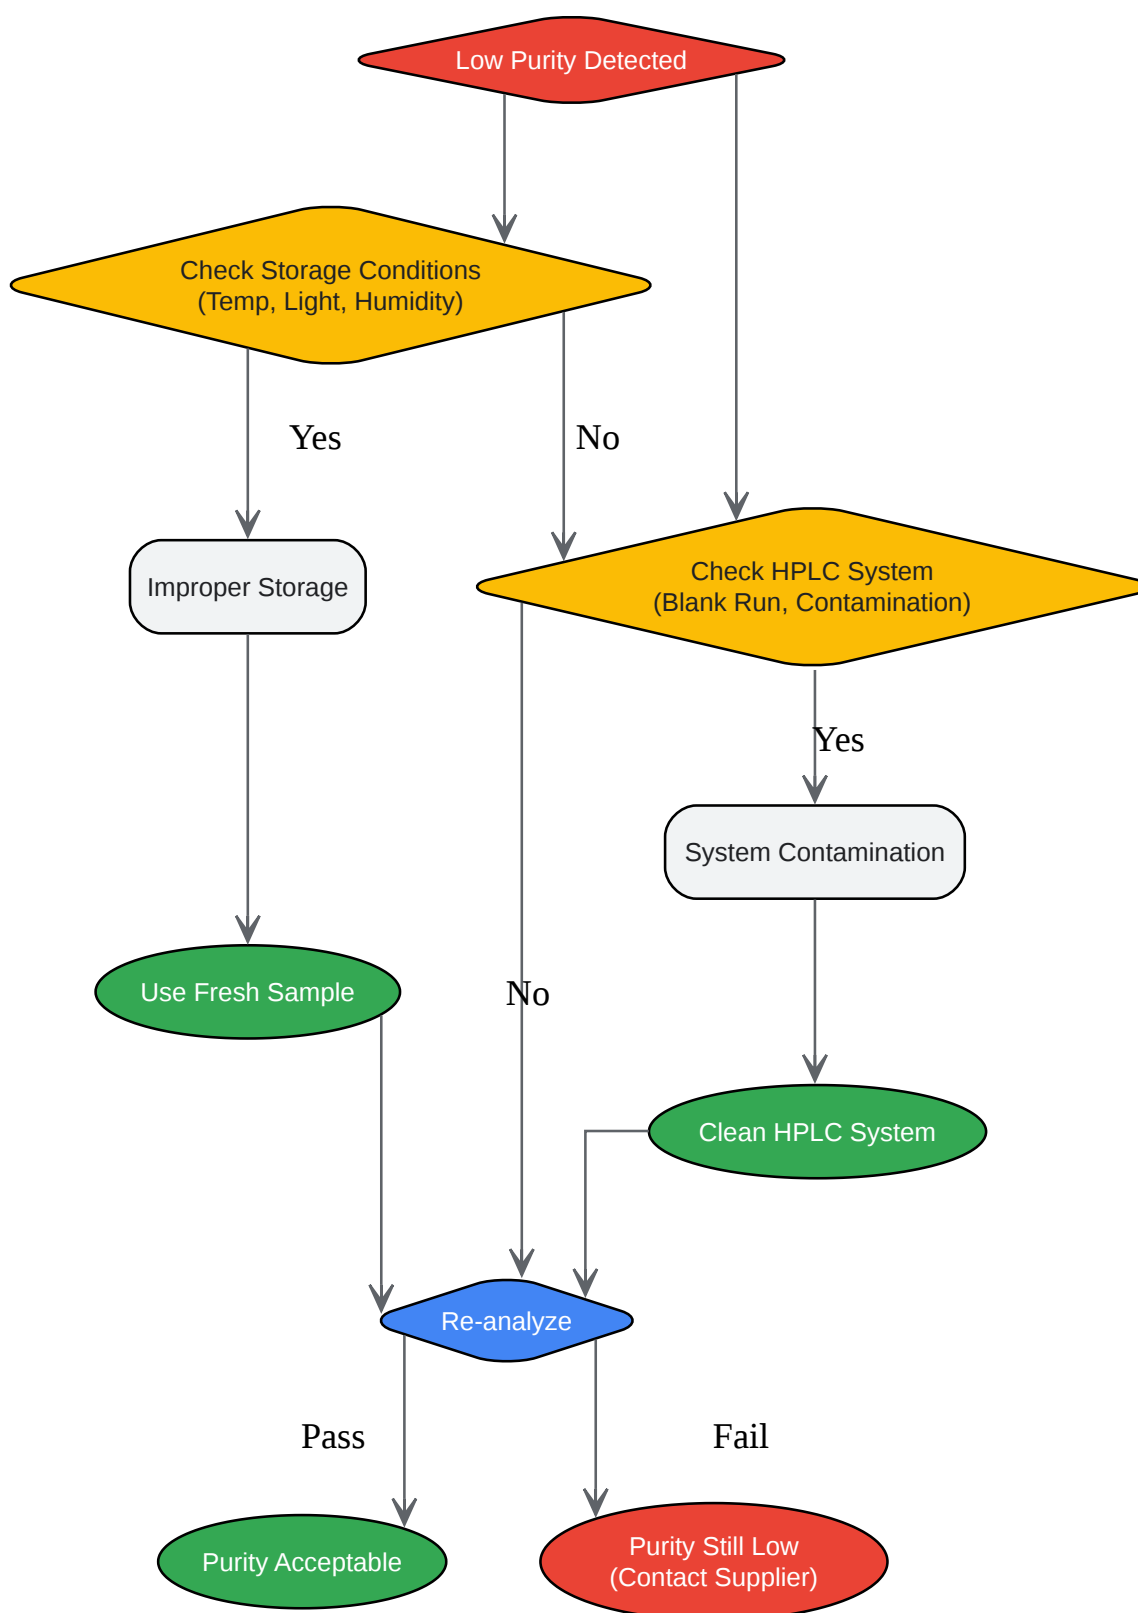 Low Purity Detected
Check Storage Conditions
(Temp, Light, Humidity)
Yes
No
Check HPLC System
(Blank Run, Contamination)
Improper Storage
Yes
System Contamination
Use Fresh Sample
No
Clean HPLC System
Re-analyze
Pass
Fail
Purity Acceptable
Purity Still Low
(Contact Supplier)